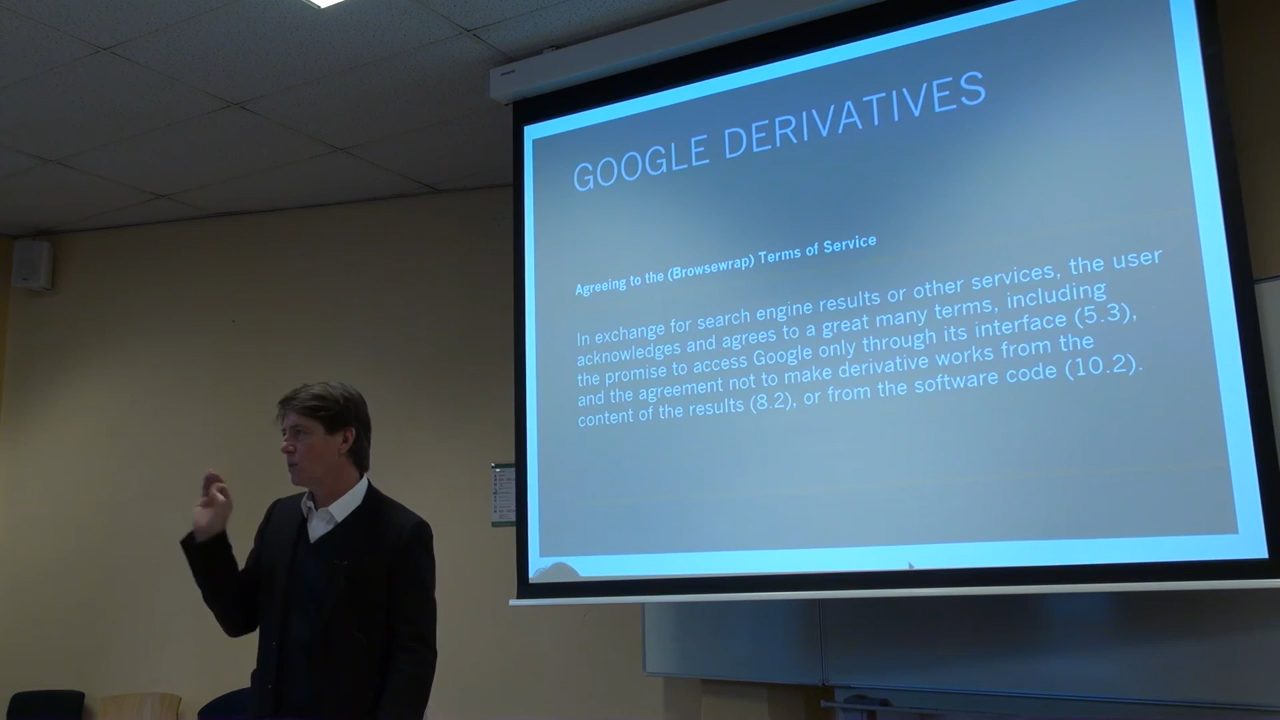 GOOGLE DERIVATIVES
Agreeing to the (Browsewrap) Terms of Service
In exchange for search engine results or other services, the user
acknowledges and agrees to a great many terms, including
the promise to access Google only through its interface (5.3),
and the agreement not to make derivative works from the
content of the results (8.2), or from the software code (10.2).